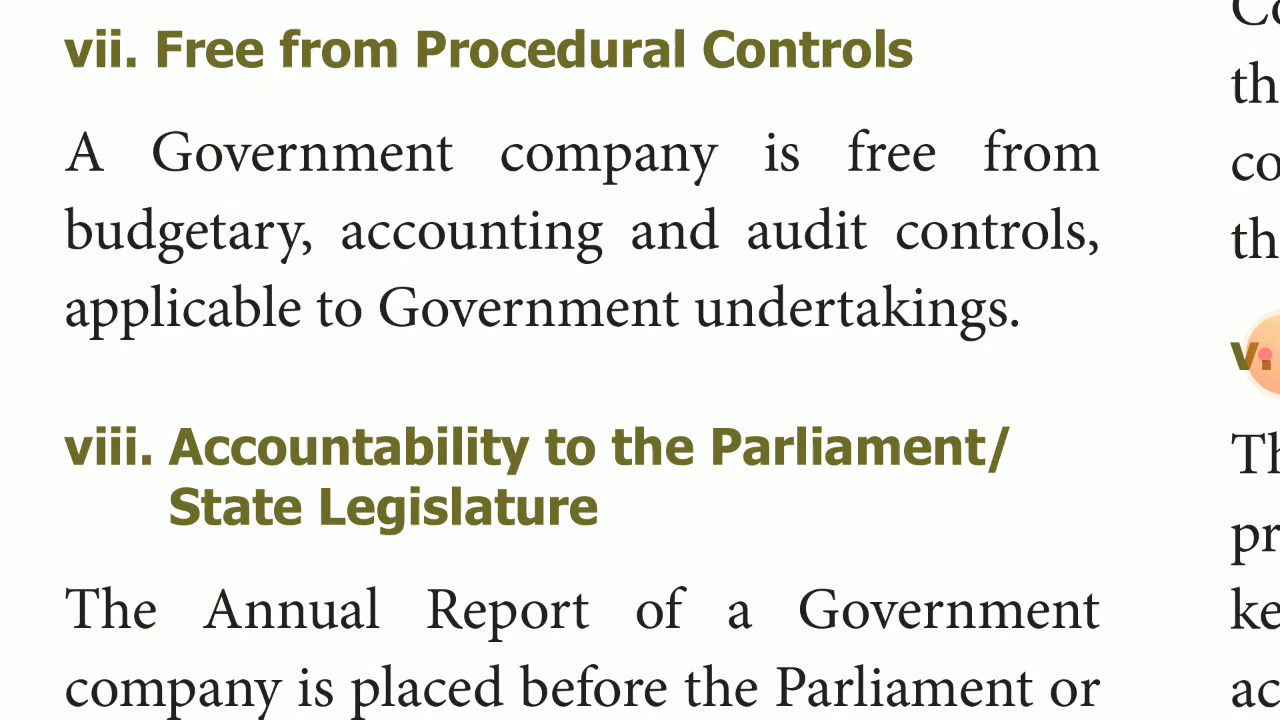 vii. Free from Procedural Controls
A Government company is free from
budgetary, accounting and audit controls,
applicable to Government undertakings.
viii. Accountability to the Parliament/
State Legislature
The Annual Report of a Government
company is placed before the Parliament or
v.